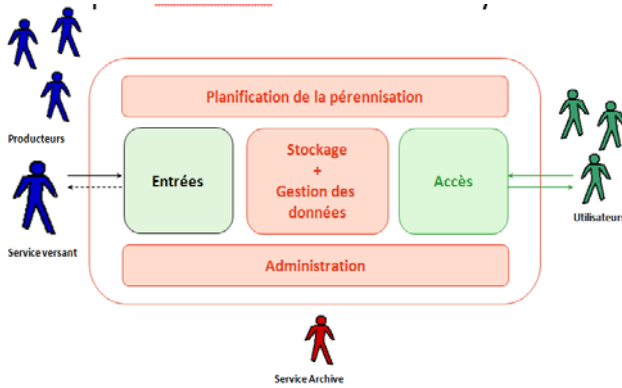 Planification de la pérennisation
Producteurs
Entrées
Stockage
+
Gestion des
données
Accès
Utilisateurs
Service versant
Administration
Service Archive